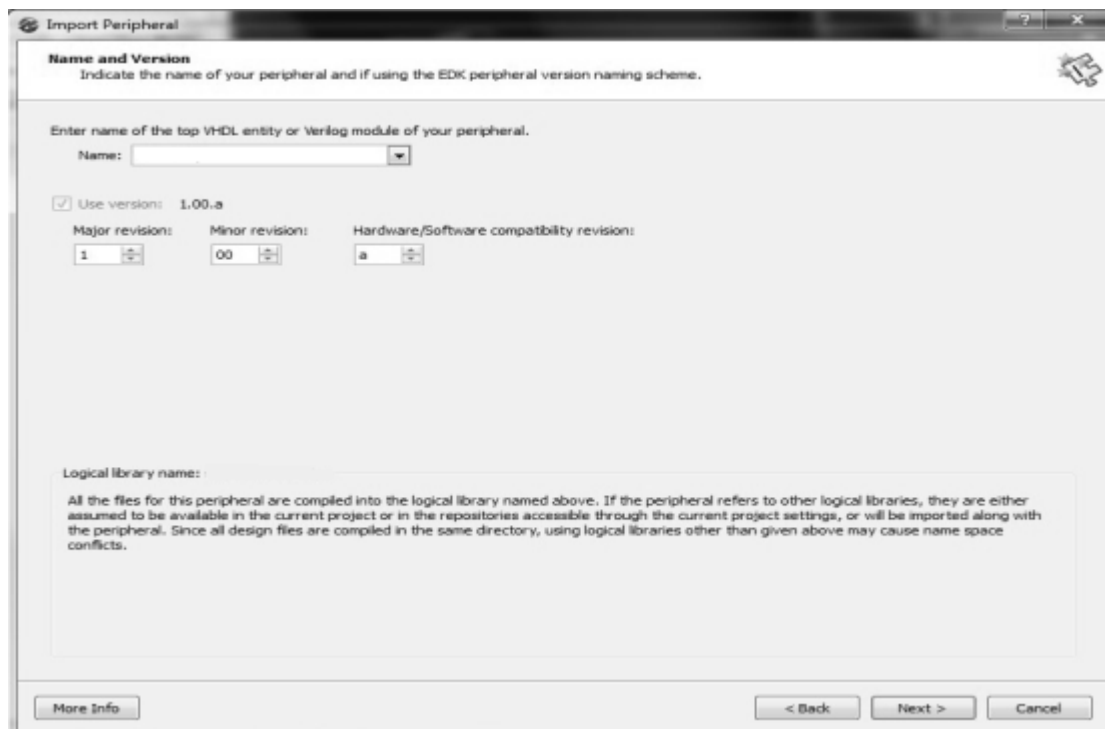 Import Peripheral
Name and Version
Indicate the name of your peripheral and if using the EDK peripheral version naming scheme.
Enter name of the top VHDL entity or Verilog module of your peripheral.
Name:
Use version: 1.00.a
Major revision: Minor revision: Hardware/Software compatibility revision:
1 00 a
Logical library name:
All the files for this peripheral are compiled into the logical library named above. If the peripheral refers to other logical libraries, they are either
assumed to be available in the current project or in the repositories accessible through the current project settings, or will be imported along with
the peripheral. Since all design files are compiled in the same directory, using logical libraries other than given above may cause name space
conflicts.
More Info < Back Next > Cancel